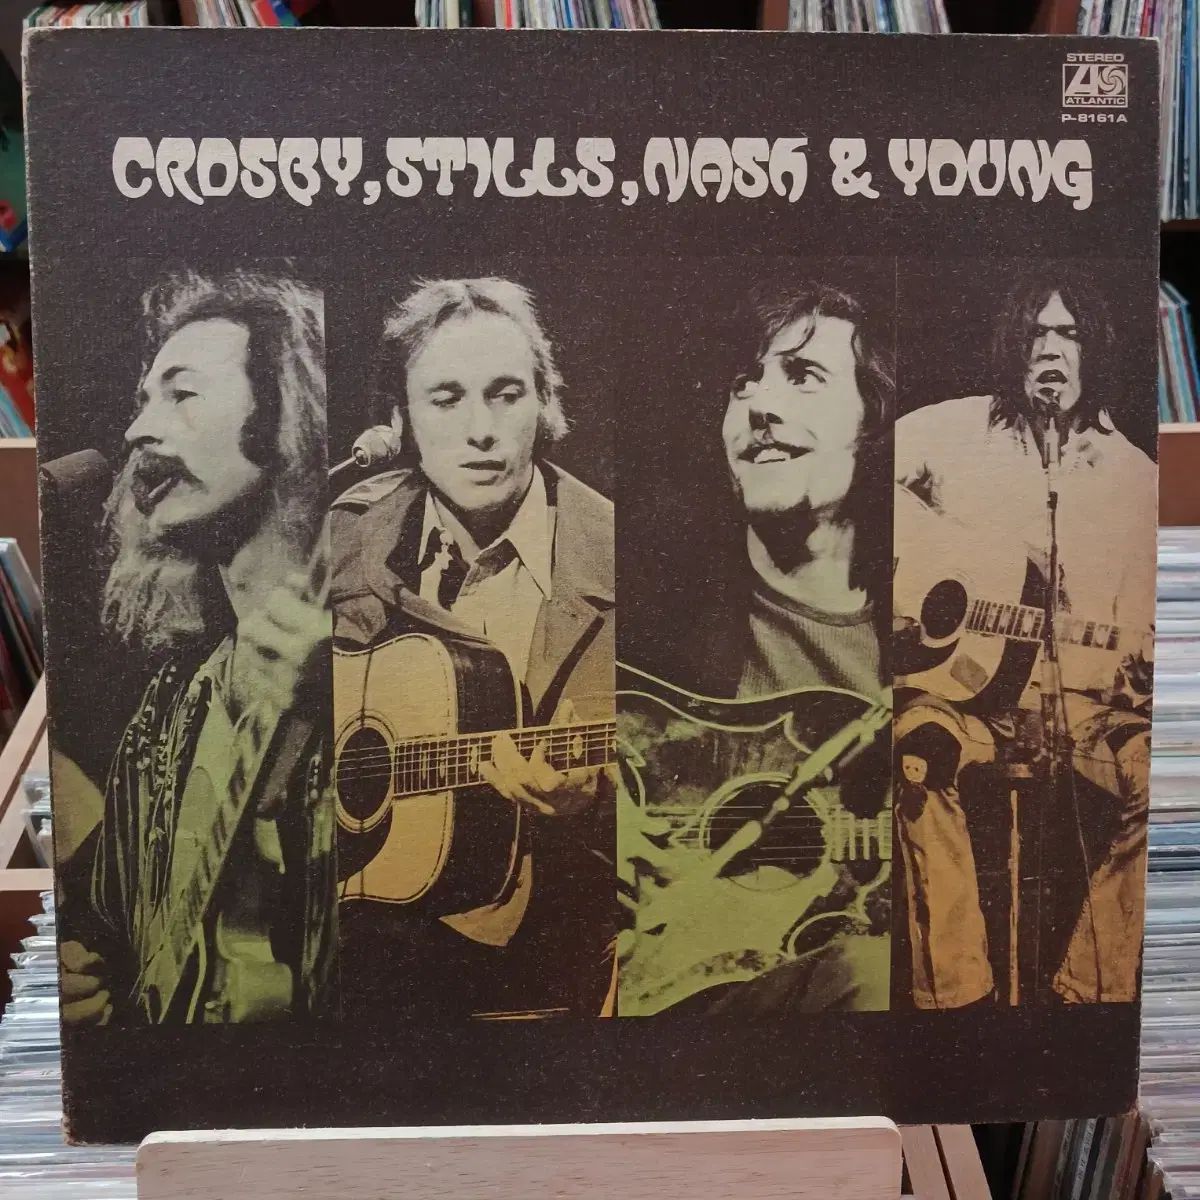 STEREO
ATLANTIC
P-8161A
CROSBY, STILLS, NASH & YOUNG